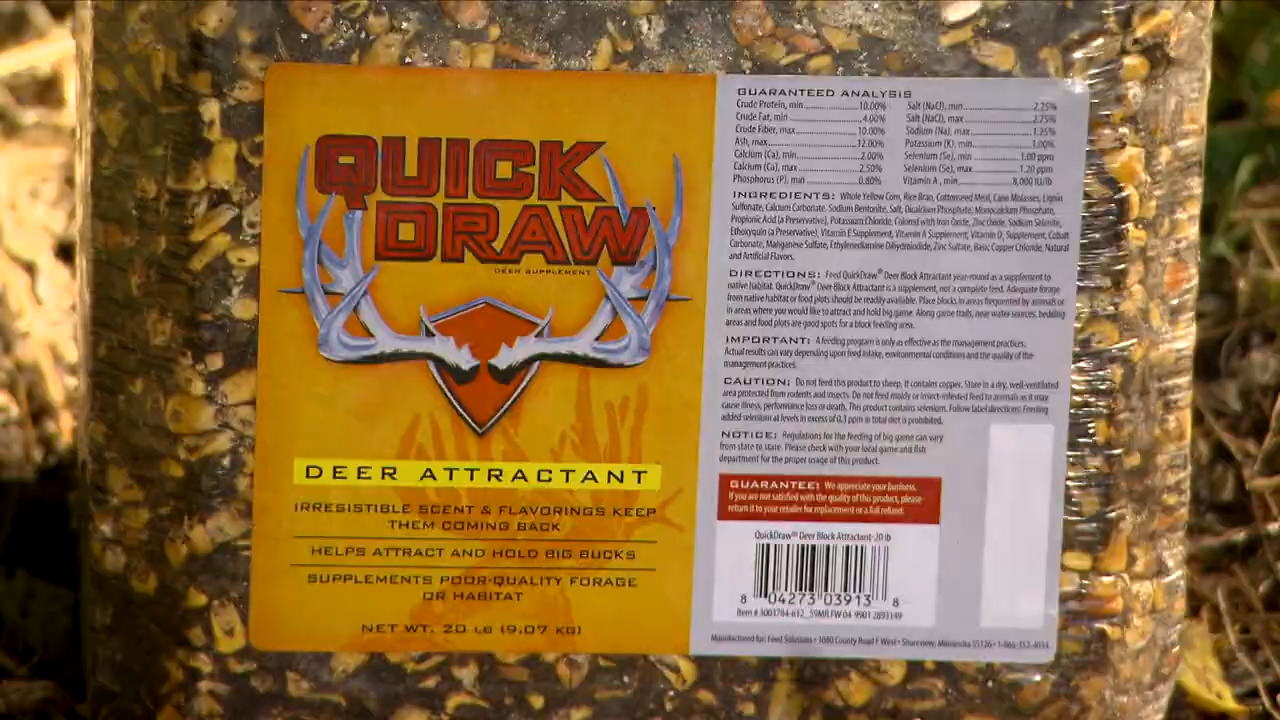 QUICK
DRAW
DEER SUPPLEMENT
DEER ATTRACTANT
IRRESISTIBLE SCENT & FLAVORINGS KEEP
THEM COMING BACK
HELPS ATTRACT AND HOLD BIG BUCKS
SUPPLEMENTS POOR-QUALITY FORAGE
OR HABITAT
NET WT. 20 LB (9.07 KG)
GUARANTEED ANALYSIS
Crude Protein, min 10.00%
Crude Fat, min 4.00%
Crude Fiber, max 10.00%
Ash, max 12.00%
Calcium (Ca), min 2.00%
Calcium (Ca), max 2.50%
Phosphorus (P), min 0.80%
Salt (NaCl), min 2.25%
Salt (NaCl), max 2.75%
Sodium (Na), max 1.25%
Potassium (K), min 1.00%
Selenium (Se), min 1.00 ppm
Selenium (Se), max 1.20 ppm
Vitamin A, min 8,000 IU/lb
INGREDIENTS: Whole Yellow Corn, Rice Bran, Cottonseed Meal, Cane Molasses, Lignin
Sulfonate, Calcium Carbonate, Sodium Bentonite, Salt, Dicalcium Phosphate, Monocalcium Phosphate,
Propionic Acid (a Preservative), Potassium Chloride, Colored with Iron Oxide, Zinc Oxide, Sodium Selenite,
Ethoxyquin (a Preservative), Vitamin E Supplement, Vitamin A Supplement, Vitamin D3 Supplement, Cobalt
Carbonate, Manganese Sulfate, Ethylenediamine Dihydroiodide, Zinc Sulfate, Basic Copper Chloride, Natural
and Artificial Flavors.
DIRECTIONS: Feed QuickDraw® Deer Block Attractant year-round as a supplement to
native habitat. QuickDraw® Deer Block Attractant is a supplement, not a complete feed. Adequate forage
from native habitat or food plots should be readily available. Place blocks in areas frequented by animals or
in areas where you would like to attract and hold big game. Along game trails, near water sources, bedding
areas and food plots are good spots for a block feeding area.
IMPORTANT: A feeding program is only as effective as the management practices.
Actual results can vary depending upon feed intake, environmental conditions and the quality of the
management practices.
CAUTION: Do not feed this product to sheep, it contains copper. Store in a dry, well-ventilated
area protected from rodents and insects. Do not feed moldy or insect-infested feed to animals as it may
cause illness, performance loss or death. This product contains selenium. Follow label directions. Feeding
added selenium at levels in excess of 0.3 ppm in total diet is prohibited.
NOTICE: Regulations for the feeding of big game can vary
from state to state. Please check with your local game and fish
department for the proper usage of this product.
GUARANTEE: We appreciate your business.
If you are not satisfied with the quality of this product, please
return it to your retailer for replacement or a full refund.
QuickDraw™ Deer Block Attractant-20 lb
8 04273 03913 8
Manufactured for: Feed Solutions • 1080 County Road F West • Shoreview, Minnesota 55126 •